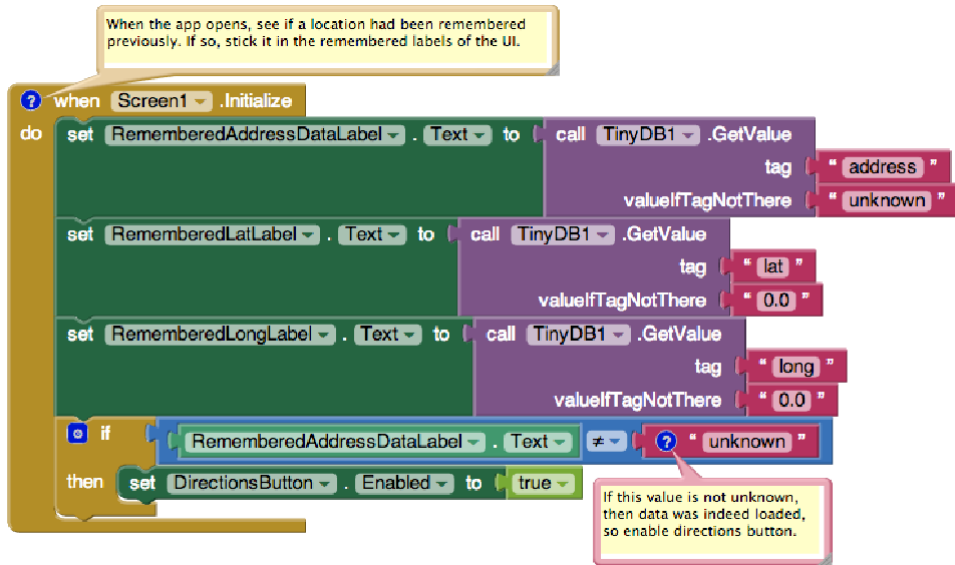 When the app opens, see if a location had been remembered
previously. If so, stick it in the remembered labels of the UI.
? when Screen1 .Initialize
do set RememberedAddressDataLabel . Text to call TinyDB1 .GetValue
tag " address "
valueIfTagNotThere " unknown "
set RememberedLatLabel . Text to call TinyDB1 .GetValue
tag " lat "
valueIfTagNotThere " 0.0 "
set RememberedLongLabel . Text to call TinyDB1 .GetValue
tag " long "
valueIfTagNotThere " 0.0 "
if RememberedAddressDataLabel . Text ≠ ? " unknown "
then set DirectionsButton . Enabled to true
If this value is not unknown,
then data was indeed loaded,
so enable directions button.